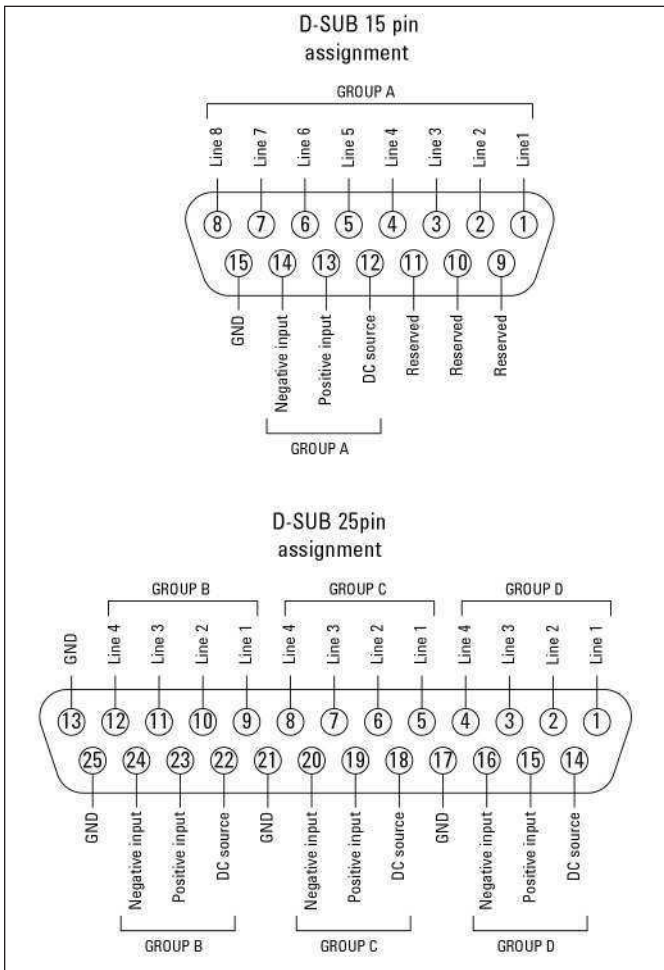 D-SUB 15 pin
assignment
GROUP A
Line 8 Line 7 Line 6 Line 5 Line 4 Line 3 Line 2 Line1
8 7 6 5 4 3 2 1
15 14 13 12 11 10 9
GND Negative input Positive input DC source Reserved Reserved Reserved
GROUP A
D-SUB 25pin
assignment
GROUP B GROUP C GROUP D
GND Line 4 Line 3 Line 2 Line 1 Line 4 Line 3 Line 2 Line 1 Line 4 Line 3 Line 2 Line 1
13 12 11 10 9 8 7 6 5 4 3 2 1
25 24 23 22 21 20 19 18 17 16 15 14
GND Negative input Positive input DC source GND Negative input Positive input DC source GND Negative input Positive input DC source
GROUP B GROUP C GROUP D